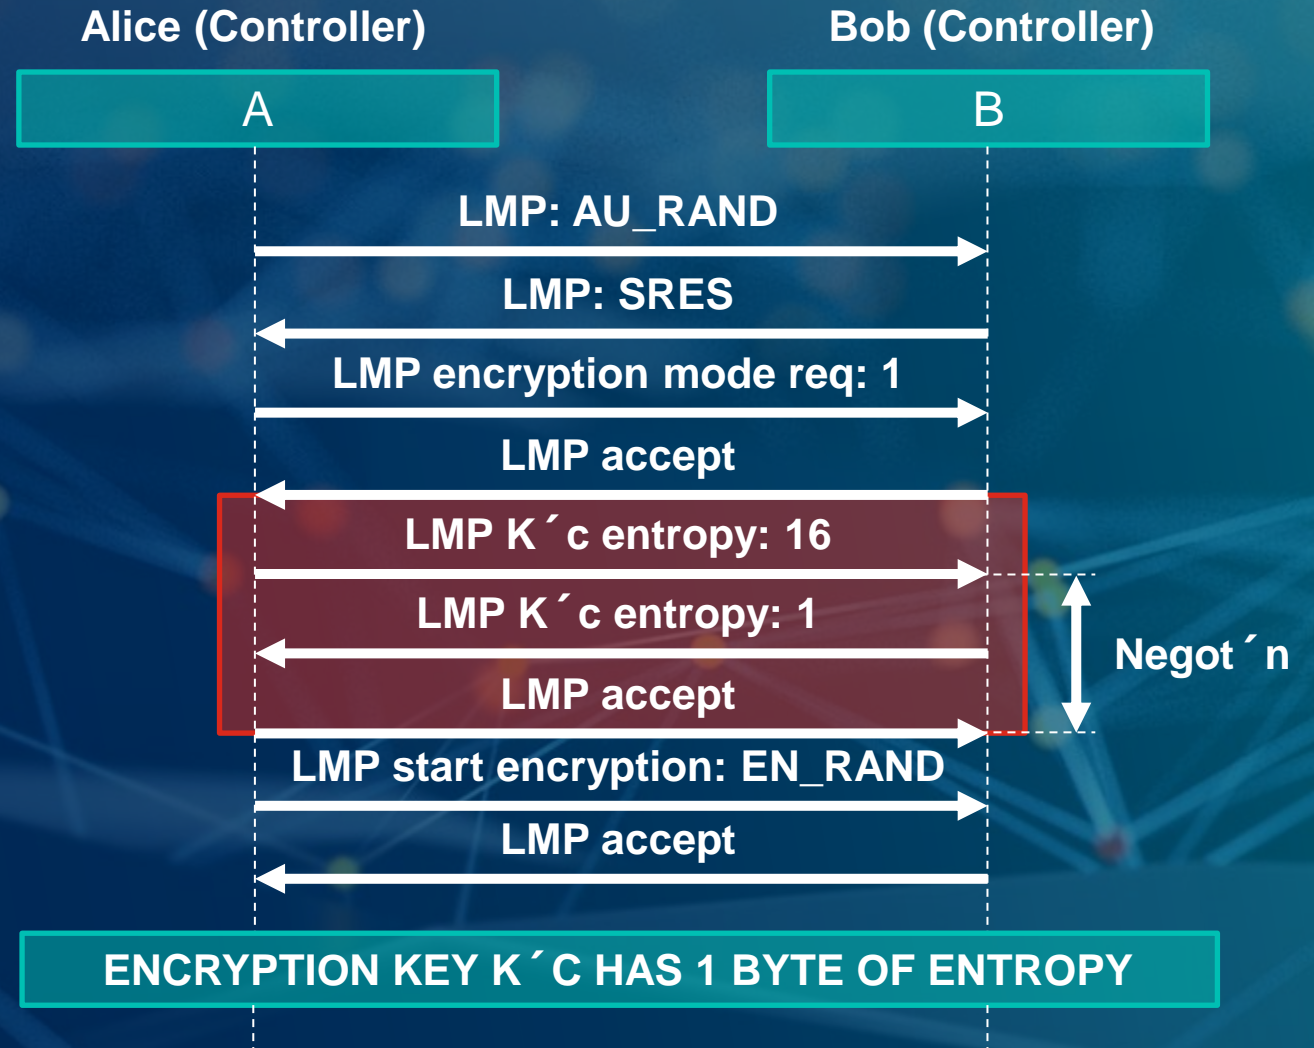 Alice (Controller)
Bob (Controller)
A
B
LMP: AU_RAND
LMP: SRES
LMP encryption mode req: 1
LMP accept
LMP K´c entropy: 16
LMP K´c entropy: 1
Negot´n
LMP accept
LMP start encryption: EN_RAND
LMP accept
ENCRYPTION KEY K´C HAS 1 BYTE OF ENTROPY